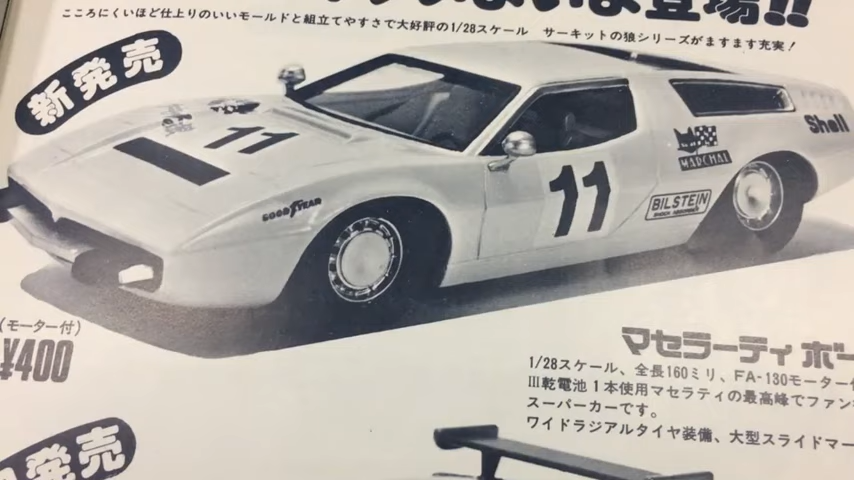 登場!!
こころにくいほど仕上りのいいモールドと組立てやすさで大好評の1/28スケール サーキットの狼シリーズがますます充実!
新発売
11
Shell
MARCHAL
11
BILSTEIN
SHOCK ABSORBER
GOODYEAR
(モーター付)
¥400
マセラーティ ボー
1/28スケール、全長160ミリ、FA-130モーター
III乾電池1本使用マセラティの最高峰でファン
スーパーカーです。
ワイドラジアルタイヤ装備、大型スライドマー
発売